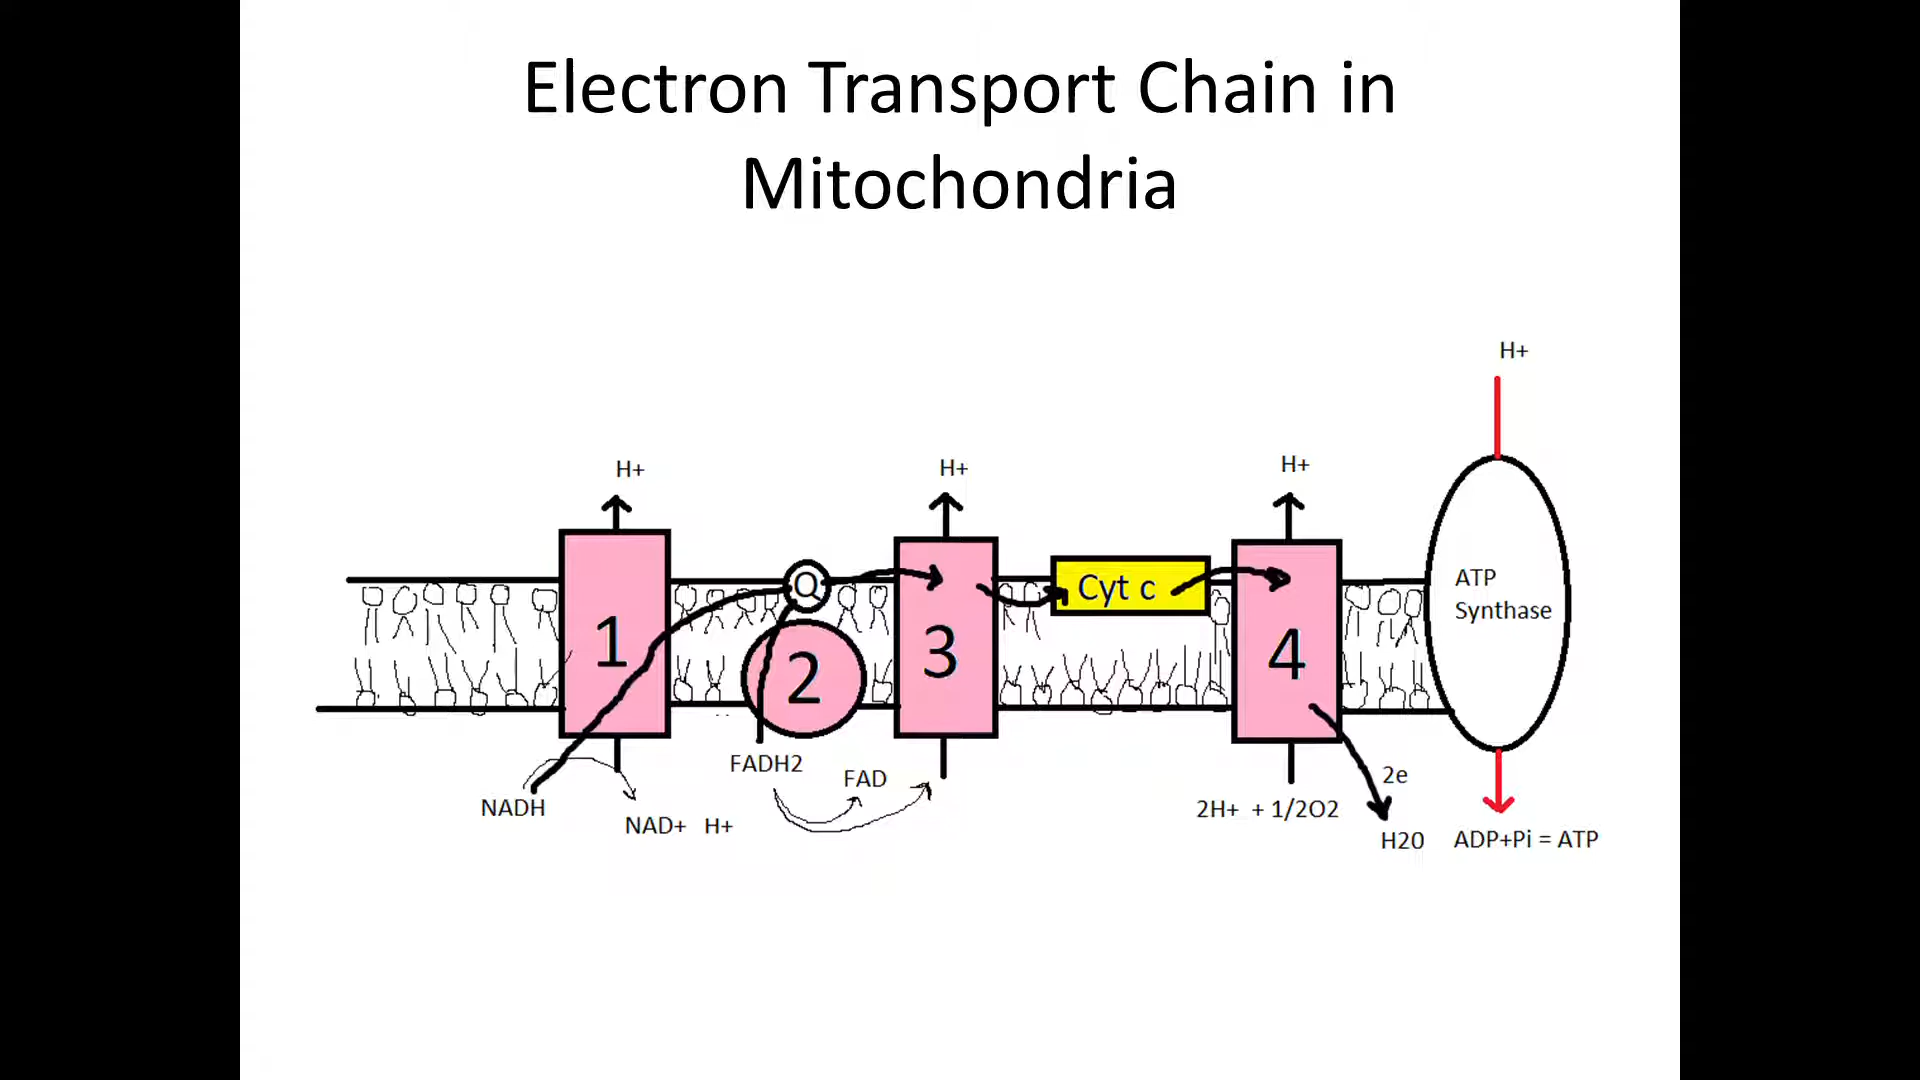 Electron Transport Chain in
Mitochondria
H+
H+
H+
H+
Q
Cyt c
ATP
Synthase
1
2
3
4
FADH2
FAD
2e
NADH
NAD+ H+
2H+ + 1/2O2
H20
ADP+Pi = ATP